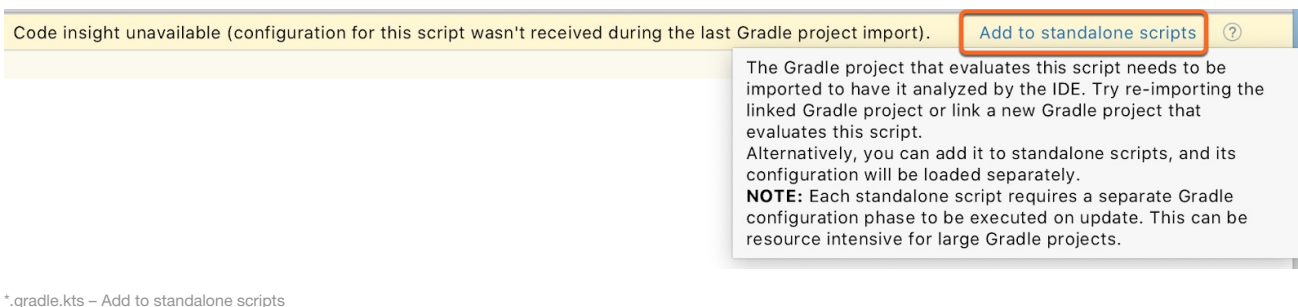 Code insight unavailable (configuration for this script wasn't received during the last Gradle project import). Add to standalone scripts ?
The Gradle project that evaluates this script needs to be
imported to have it analyzed by the IDE. Try re-importing the
linked Gradle project or link a new Gradle project that
evaluates this script.
Alternatively, you can add it to standalone scripts, and its
configuration will be loaded separately.
NOTE: Each standalone script requires a separate Gradle
configuration phase to be executed on update. This can be
resource intensive for large Gradle projects.
*.gradle.kts – Add to standalone scripts